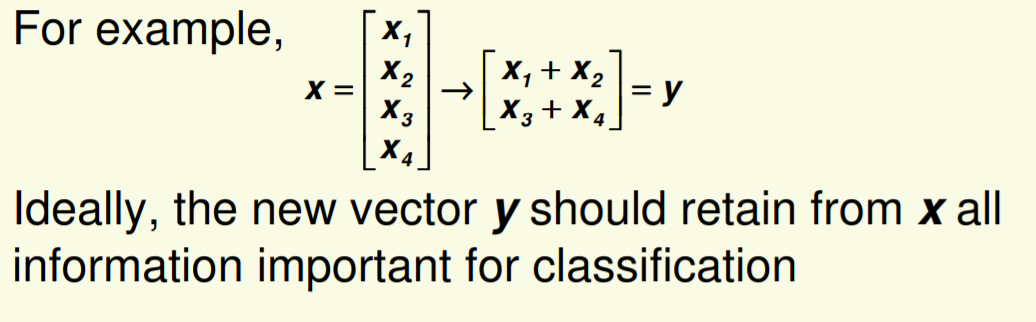 For example,
x = [x₁ x₂ x₃ x₄] → [x₁ + x₂ x₃ + x₄] = y
Ideally, the new vector y should retain from x all
information important for classification